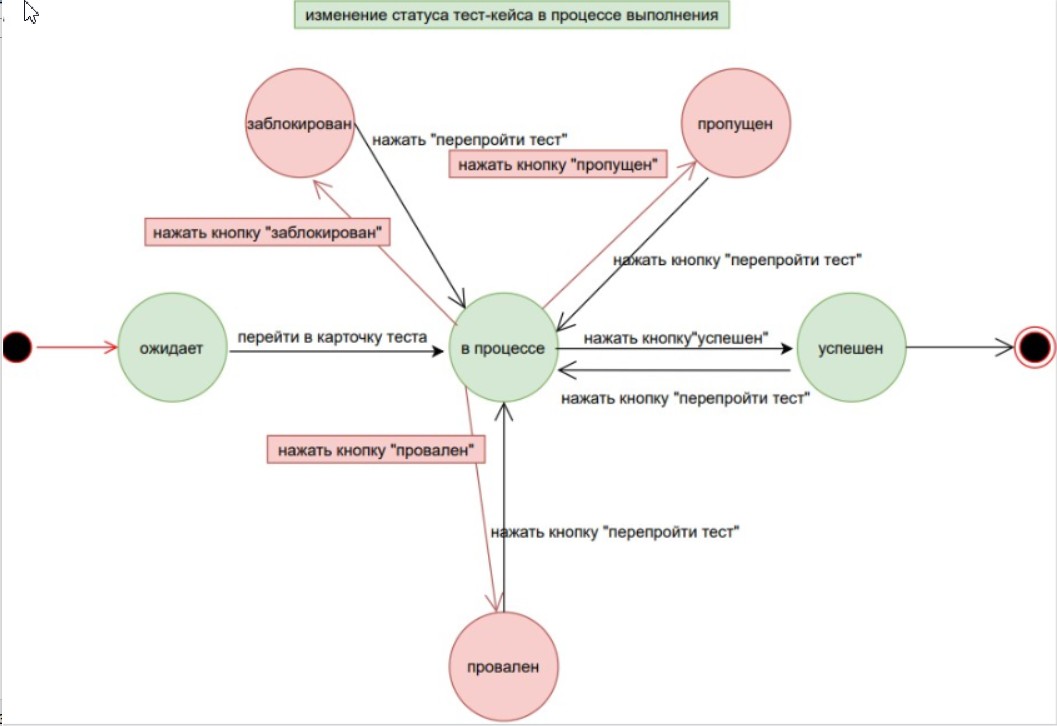 изменение статуса тест-кейса в процессе выполнения
заблокирован
пропущен
нажать "перепройти тест"
нажать кнопку "пропущен"
нажать кнопку "заблокирован"
нажать кнопку "перепройти тест"
ожидает
перейти в карточку теста
в процессе
нажать кнопку"успешен"
успешен
нажать кнопку "перепройти тест"
нажать кнопку "провален"
нажать кнопку "перепройти тест"
провален